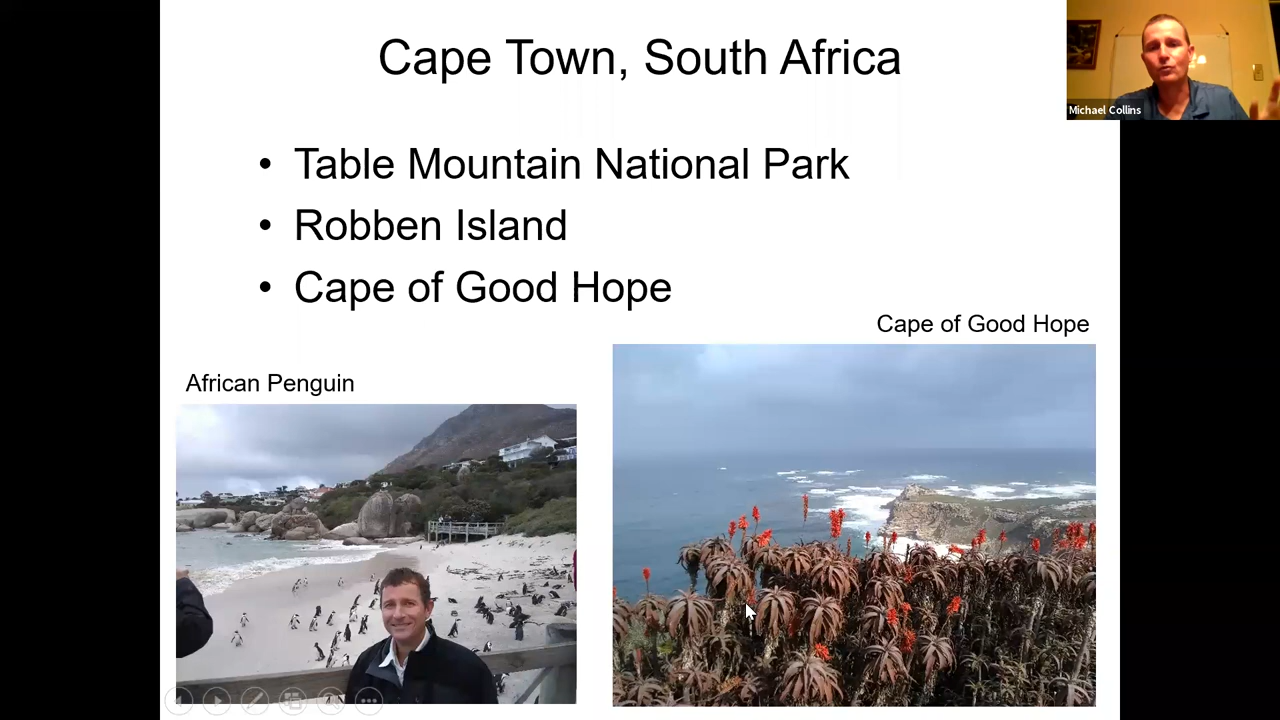 Cape Town, South Africa
Michael Collins
• Table Mountain National Park
• Robben Island
• Cape of Good Hope
Cape of Good Hope
African Penguin